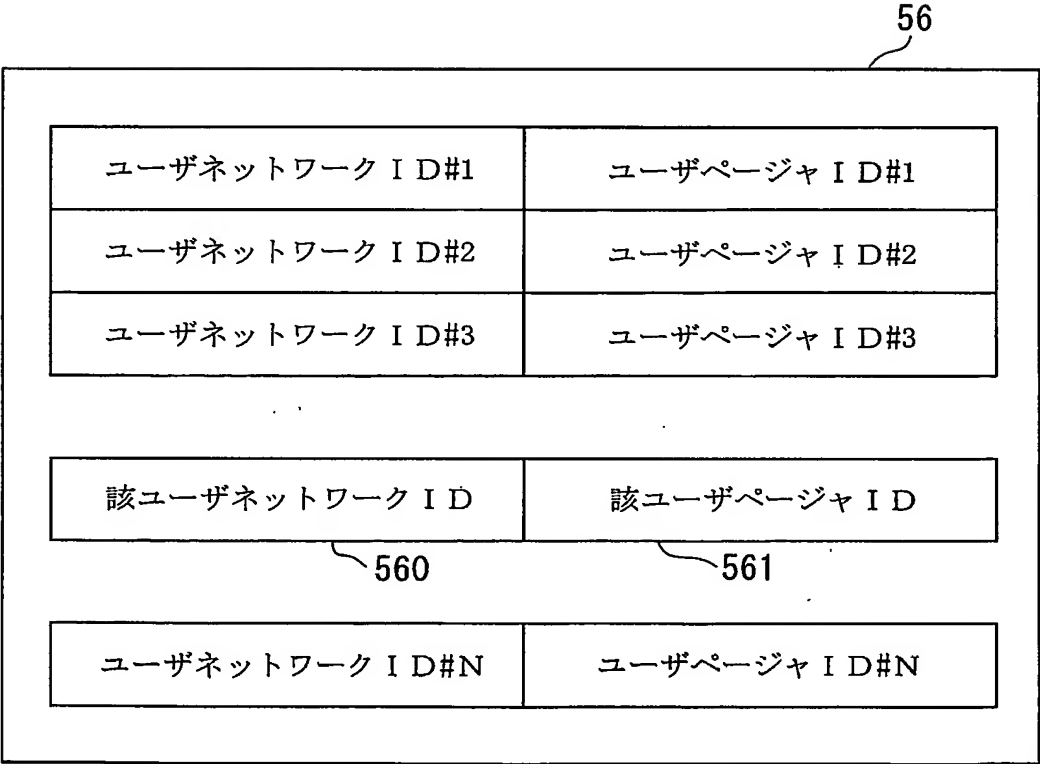 56
ユーザネットワークＩＤ#1 ユーザページャＩＤ#1
ユーザネットワークＩＤ#2 ユーザページャＩＤ#2
ユーザネットワークＩＤ#3 ユーザページャＩＤ#3
該ユーザネットワークＩＤ 該ユーザページャＩＤ
560 561
ユーザネットワークＩＤ#N ユーザページャＩＤ#N